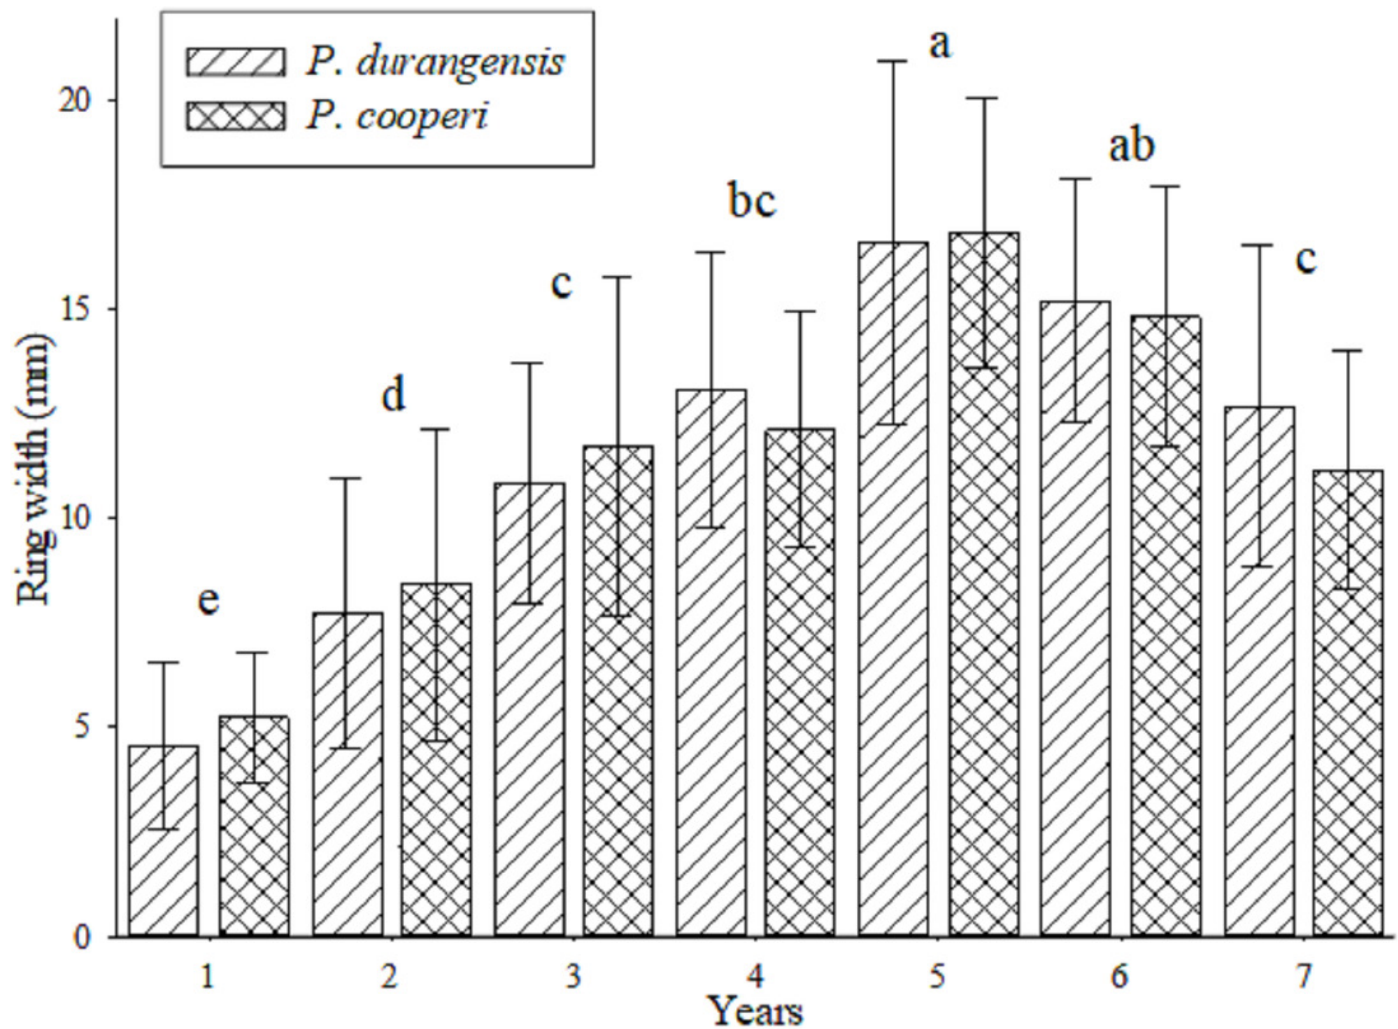 P. durangensis
P. cooperi
a
ab
bc
c
c
d
e
20
15
10
5
0
Ring width (mm)
1 2 3 4 5 6 7
Years